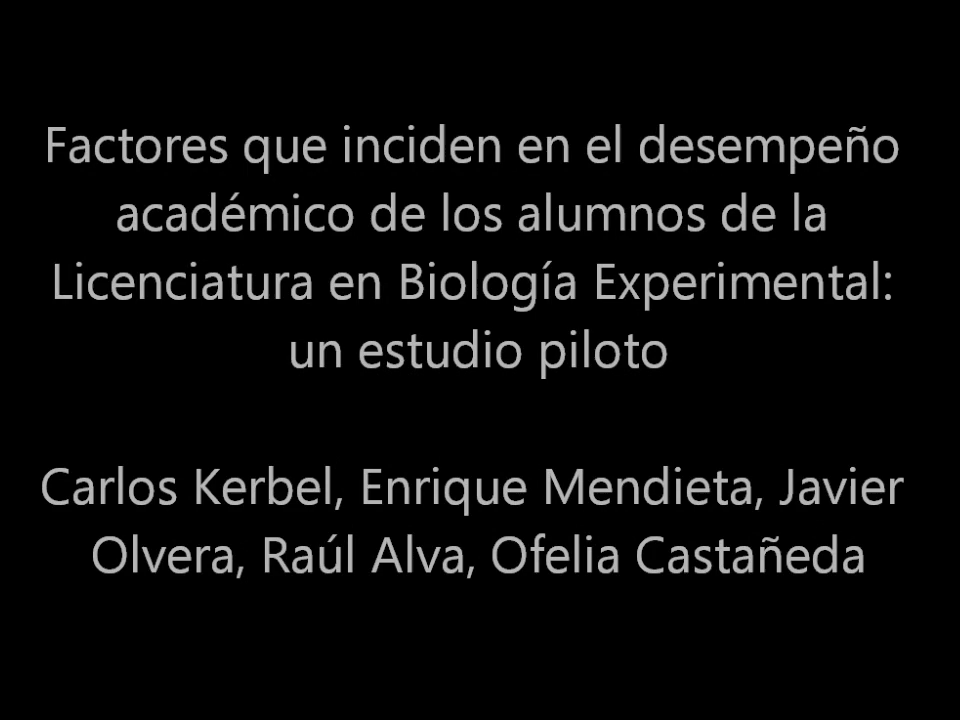 Factores que inciden en el desempeño
académico de los alumnos de la
Licenciatura en Biología Experimental:
un estudio piloto
Carlos Kerbel, Enrique Mendieta, Javier
Olvera, Raúl Alva, Ofelia Castañeda